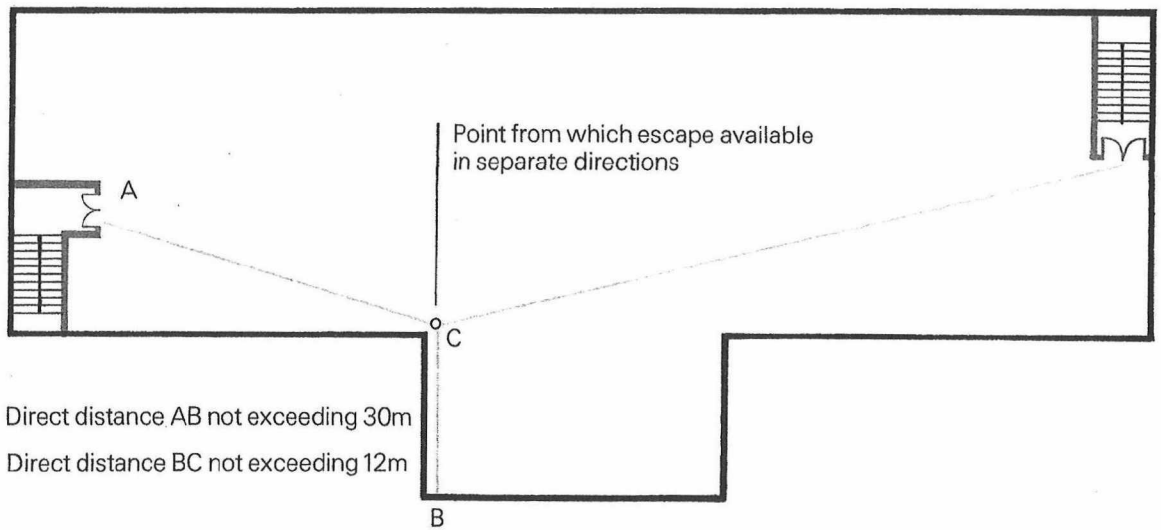 Point from which escape available
in separate directions
A
C
Direct distance AB not exceeding 30m
Direct distance BC not exceeding 12m
B